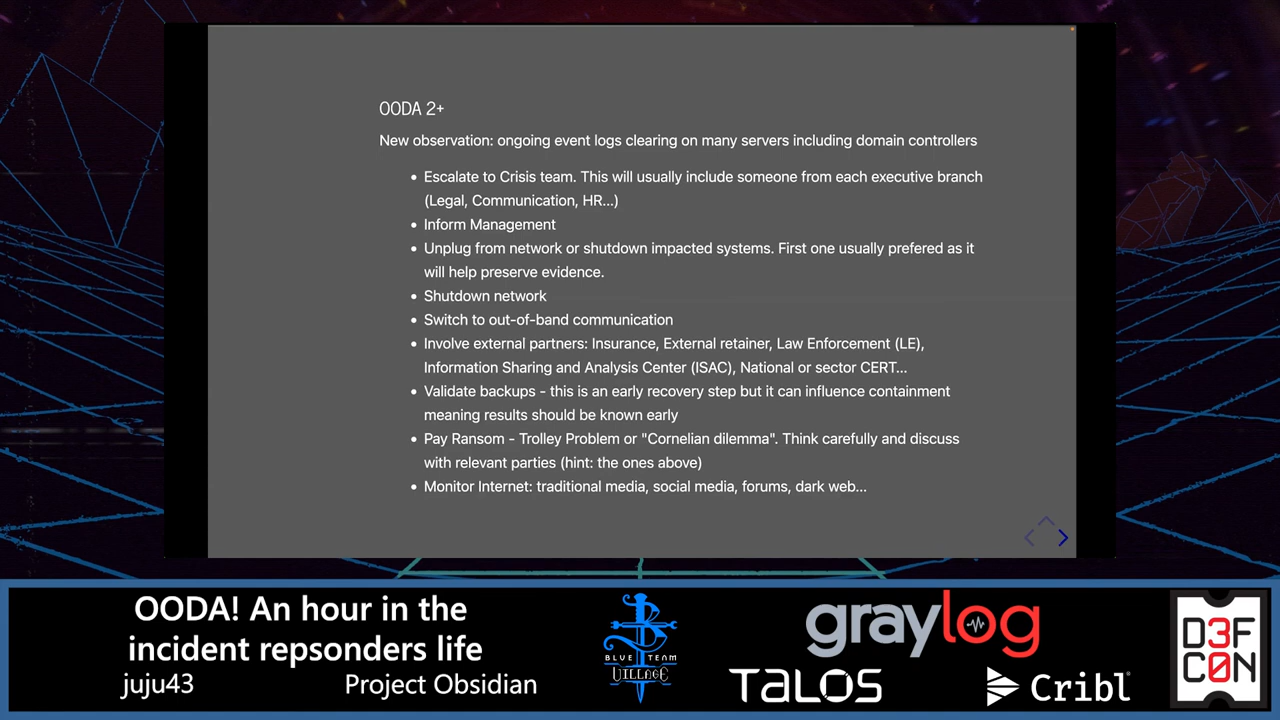 OODA 2+
New observation: ongoing event logs clearing on many servers including domain controllers
• Escalate to Crisis team. This will usually include someone from each executive branch
(Legal, Communication, HR...)
• Inform Management
• Unplug from network or shutdown impacted systems. First one usually prefered as it
will help preserve evidence.
• Shutdown network
• Switch to out-of-band communication
• Involve external partners: Insurance, External retainer, Law Enforcement (LE),
Information Sharing and Analysis Center (ISAC), National or sector CERT...
• Validate backups - this is an early recovery step but it can influence containment
meaning results should be known early
• Pay Ransom - Trolley Problem or "Cornelian dilemma". Think carefully and discuss
with relevant parties (hint: the ones above)
• Monitor Internet: traditional media, social media, forums, dark web...
OODA! An hour in the
incident repsonders life
juju43 Project Obsidian
BLUE TEAM
VILLAGE
graylog
TALOS
Cribl
D3F
C0N